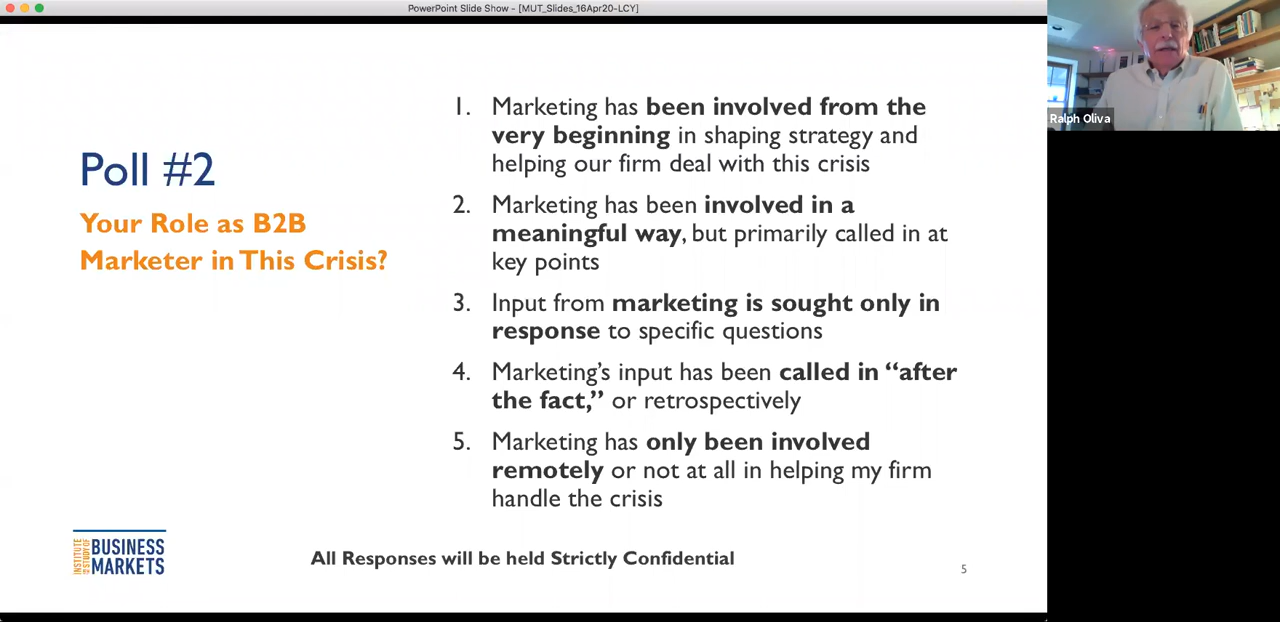 PowerPoint Slide Show - [MUT_Slides_16Apr20-LCY]
Ralph Oliva
Poll #2
Your Role as B2B
Marketer in This Crisis?
1. Marketing has been involved from the
very beginning in shaping strategy and
helping our firm deal with this crisis
2. Marketing has been involved in a
meaningful way, but primarily called in at
key points
3. Input from marketing is sought only in
response to specific questions
4. Marketing’s input has been called in “after
the fact,” or retrospectively
5. Marketing has only been involved
remotely or not at all in helping my firm
handle the crisis
INSTITUTE
FOR THE
STUDY OF
BUSINESS
MARKETS
All Responses will be held Strictly Confidential
5